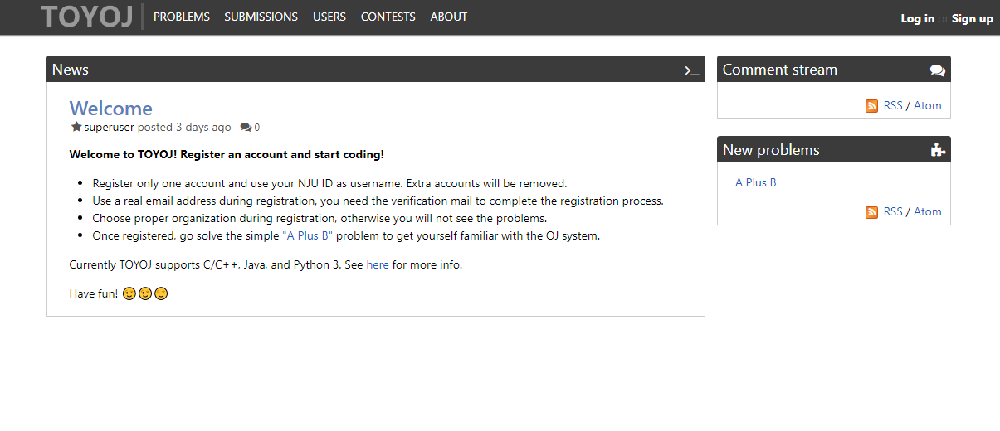 TOYOJ PROBLEMS SUBMISSIONS USERS CONTESTS ABOUT Log in or Sign up
News
Welcome
superuser posted 3 days ago 0
Welcome to TOYOJ! Register an account and start coding!
Register only one account and use your NJU ID as username. Extra accounts will be removed.
Use a real email address during registration, you need the verification mail to complete the registration process.
Choose proper organization during registration, otherwise you will not see the problems.
Once registered, go solve the simple "A Plus B" problem to get yourself familiar with the OJ system.
Currently TOYOJ supports C/C++, Java, and Python 3. See here for more info.
Have fun! 😉😉😉
Comment stream
RSS / Atom
New problems
A Plus B
RSS / Atom